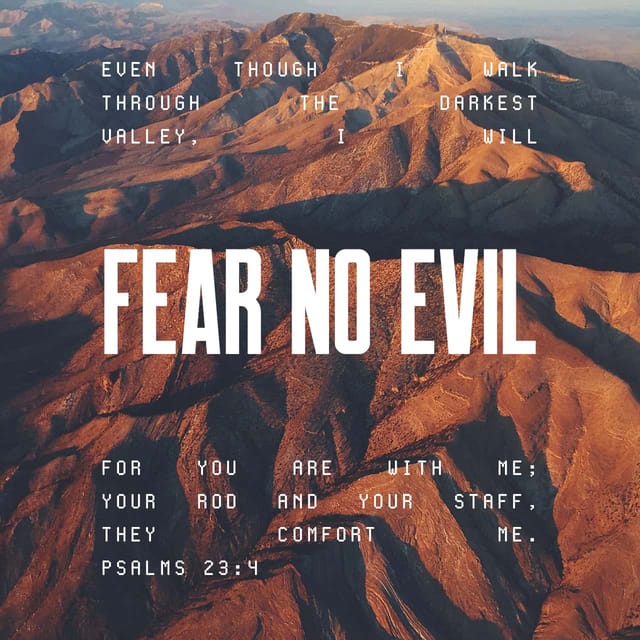 EVEN THOUGH I WALK
THROUGH THE DARKEST
VALLEY, I WILL
FEAR NO EVIL
FOR YOU ARE WITH ME;
YOUR ROD AND YOUR STAFF,
THEY COMFORT ME.
PSALMS 23:4